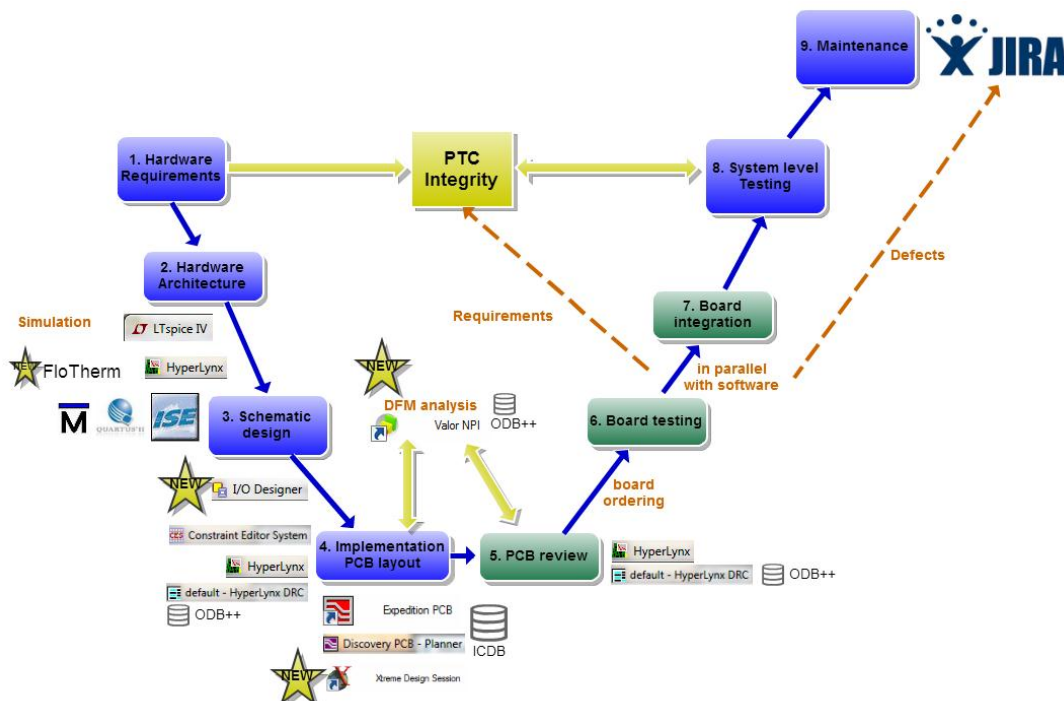 9. Maintenance
JIRA
1. Hardware
Requirements
PTC
Integrity
8. System level
Testing
2. Hardware
Architecture
Defects
7. Board
integration
Requirements
Simulation
LTspice IV
NEW
FloTherm
HyperLynx
NEW
in parallel
with software
M
QUARTUS II
ISE
3. Schematic
design
DFM analysis
Valor NPI
ODB++
6. Board testing
NEW
I/O Designer
board
ordering
CES
Constraint Editor System
4. Implementation
PCB layout
5. PCB review
HyperLynx
HyperLynx
default - HyperLynx DRC
ODB++
default - HyperLynx DRC
ODB++
Expedition PCB
Discovery PCB - Planner
ICDB
NEW
X
Xtreme Design Session